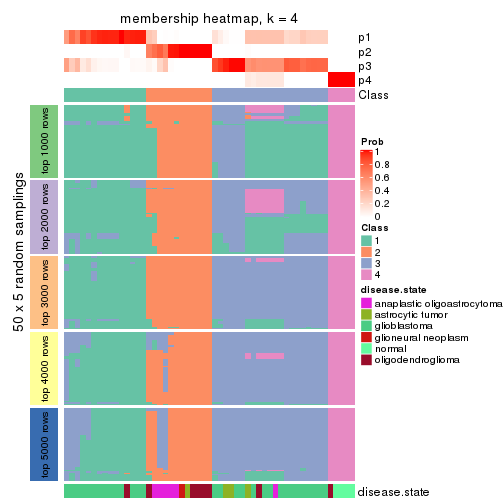 membership heatmap, k = 4
p1
p2
p3
p4
Class
50 x 5 random samplings
top 1000 rows
top 2000 rows
top 3000 rows
top 4000 rows
top 5000 rows
Prob
1
0.8
0.6
0.4
0.2
0
Class
1
2
3
4
disease.state
anaplastic oligoastrocytoma
astrocytic tumor
glioblastoma
glioneural neoplasm
normal
oligodendroglioma
disease.state